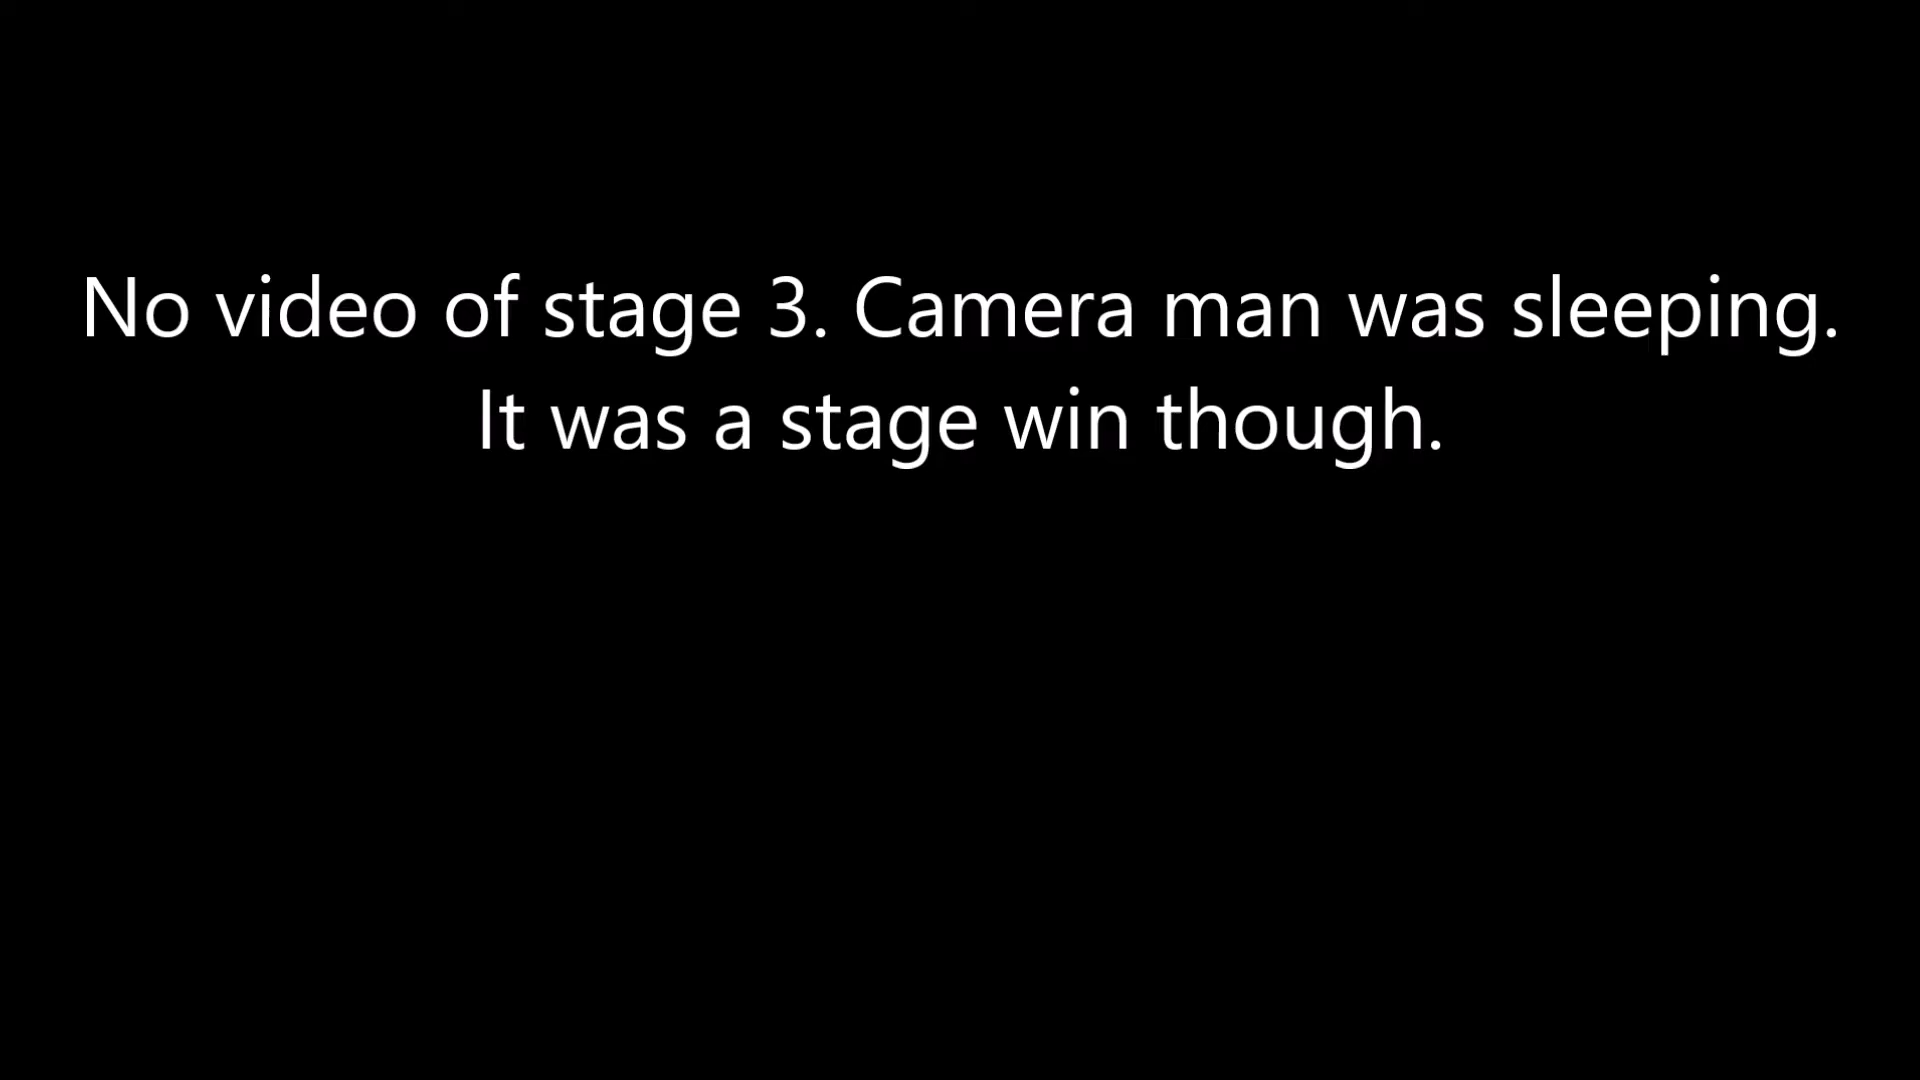 No video of stage 3. Camera man was sleeping.
It was a stage win though.